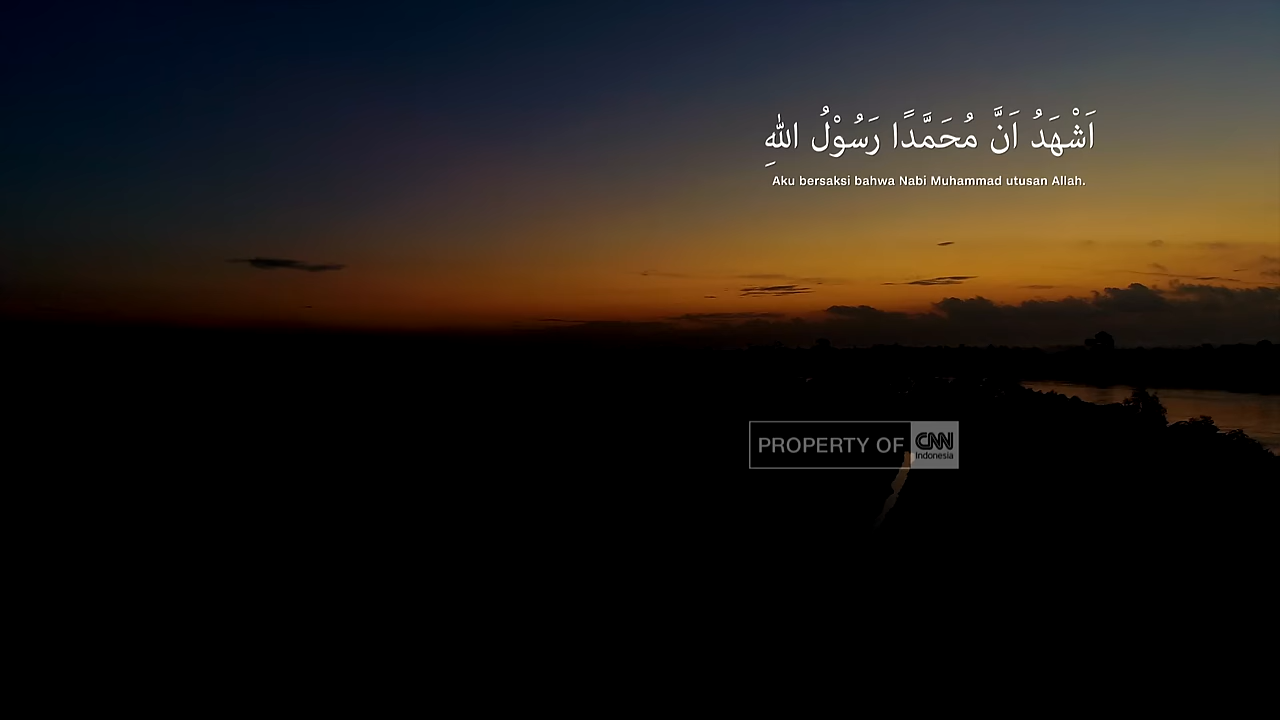 اَشْهَدُ اَنَّ مُحَمَّدًا رَسُوْلُ اللهِ
Aku bersaksi bahwa Nabi Muhammad utusan Allah.
PROPERTY OF CNN Indonesia